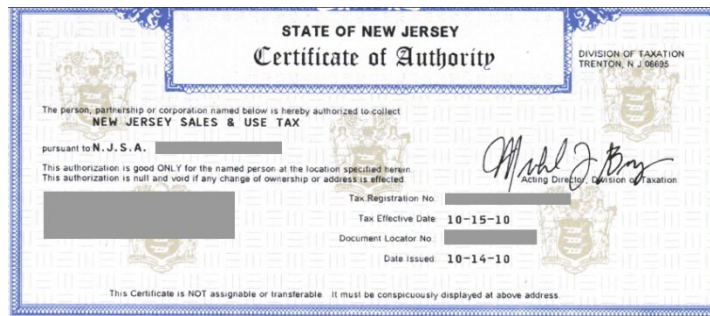 STATE OF NEW JERSEY
Certificate of Authority
DIVISION OF TAXATION
TRENTON, N J 08695
The person, partnership or corporation named below is hereby authorized to collect
NEW JERSEY SALES & USE TAX
pursuant to N.J.S.A.
This authorization is good ONLY for the named person at the location specified herein.
This authorization is null and void if any change of ownership or address is effected.
Acting Director, Division of Taxation
Tax Registration No.
Tax Effective Date 10-15-10
Document Locator No.
Date Issued 10-14-10
This Certificate is NOT assignable or transferable. It must be conspicuously displayed at above address.